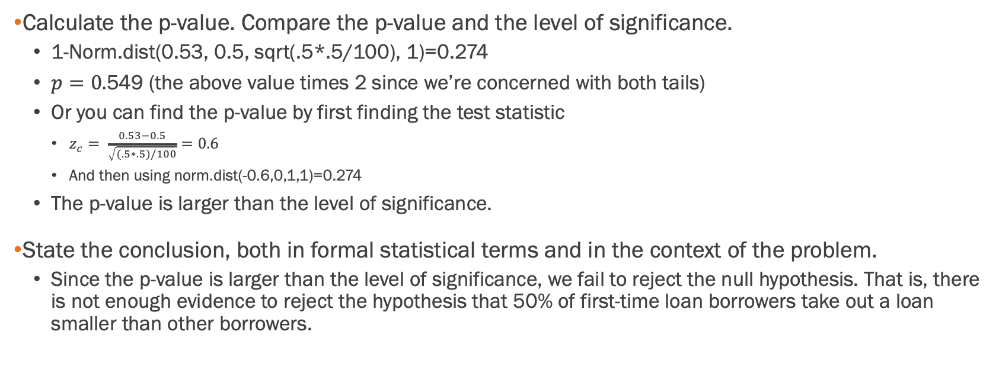 •Calculate the p-value. Compare the p-value and the level of significance.
• 1-Norm.dist(0.53, 0.5, sqrt(.5*.5/100), 1)=0.274
• p = 0.549 (the above value times 2 since we’re concerned with both tails)
• Or you can find the p-value by first finding the test statistic
• z_c = (0.53−0.5)/√((.5*.5)/100) = 0.6
• And then using norm.dist(-0.6,0,1,1)=0.274
• The p-value is larger than the level of significance.
•State the conclusion, both in formal statistical terms and in the context of the problem.
• Since the p-value is larger than the level of significance, we fail to reject the null hypothesis. That is, there
is not enough evidence to reject the hypothesis that 50% of first-time loan borrowers take out a loan
smaller than other borrowers.